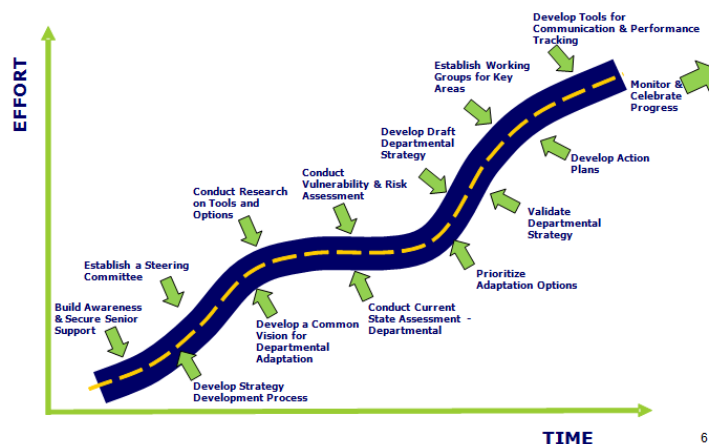 Develop Tools for
Communication & Performance
Tracking
EFFORT
Establish Working
Groups for Key
Areas
Monitor &
Celebrate
Progress
Develop Draft
Departmental
Strategy
Develop Action
Plans
Conduct
Vulnerability & Risk
Assessment
Conduct Research
on Tools and
Options
Validate
Departmental
Strategy
Establish a Steering
Committee
Prioritize
Adaptation Options
Build Awareness
& Secure Senior
Support
Conduct Current
State Assessment -
Departmental
Develop a Common
Vision for
Departmental
Adaptation
Develop Strategy
Development Process
TIME
6